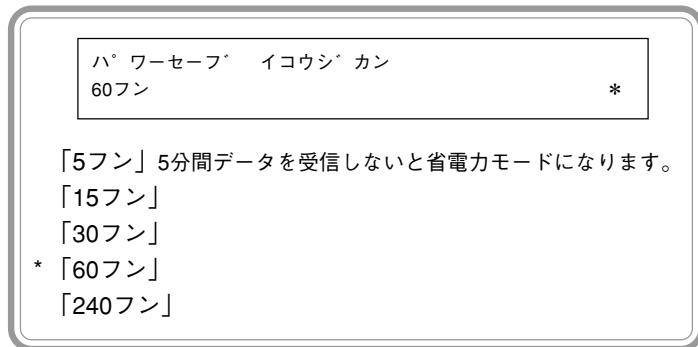 ハ゜ワーセーフ゛ イコウシ゛カン
60フン *
「5フン」5分間データを受信しないと省電力モードになります。
「15フン」
「30フン」
* 「60フン」
「240フン」